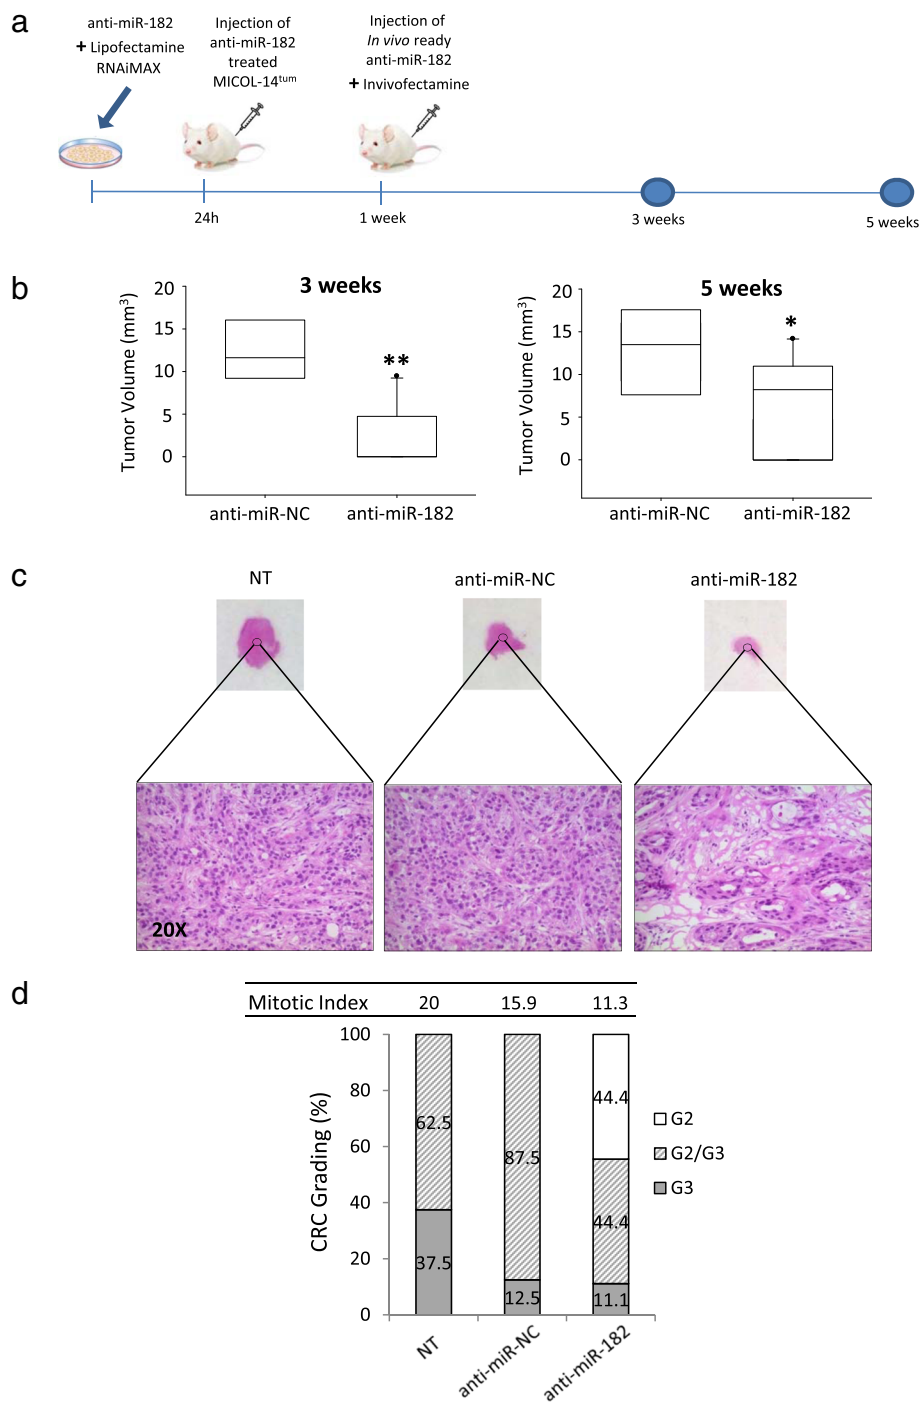 a
anti-miR-182
+ Lipofectamine
RNAiMAX
Injection of
anti-miR-182
treated
MICOL-14tum
Injection of
In vivo ready
anti-miR-182
+ Invivofectamine
24h
1 week
3 weeks
5 weeks
b
3 weeks
Tumor Volume (mm3)
20
15
10
5
0
**
anti-miR-NC
anti-miR-182
5 weeks
Tumor Volume (mm3)
20
15
10
5
0
*
anti-miR-NC
anti-miR-182
c
NT
anti-miR-NC
anti-miR-182
20X
d
Mitotic Index 20 15.9 11.3
CRC Grading (%)
100
80
60
40
20
0
62.5
37.5
87.5
12.5
44.4
44.4
11.1
G2
G2/G3
G3
NT
anti-miR-NC
anti-miR-182